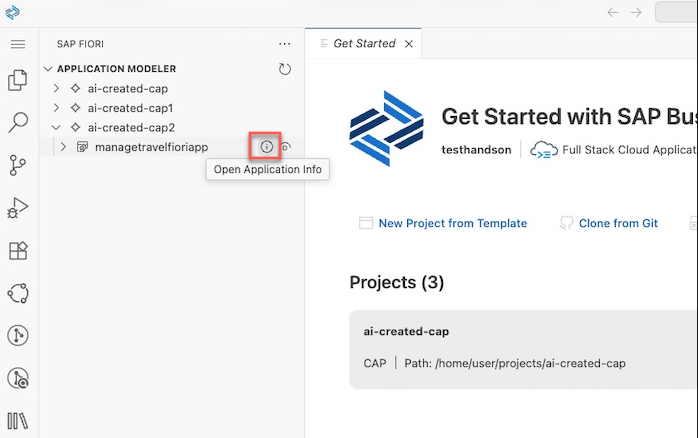 SAP FIORI
APPLICATION MODELER
ai-created-cap
ai-created-cap1
ai-created-cap2
managetravelfioriapp
Open Application Info
Get Started
Get Started with SAP Bus
testhandson
Full Stack Cloud Applicat
New Project from Template
Clone from Git
Projects (3)
ai-created-cap
CAP | Path: /home/user/projects/ai-created-cap